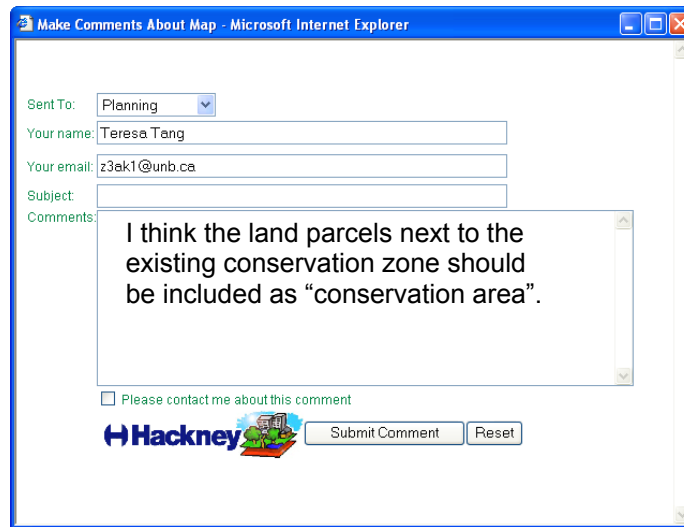 Make Comments About Map - Microsoft Internet Explorer
Sent To: Planning
Your name: Teresa Tang
Your email: z3ak1@unb.ca
Subject:
Comments:
I think the land parcels next to the
existing conservation zone should
be included as “conservation area”.
Please contact me about this comment
Hackney Submit Comment Reset